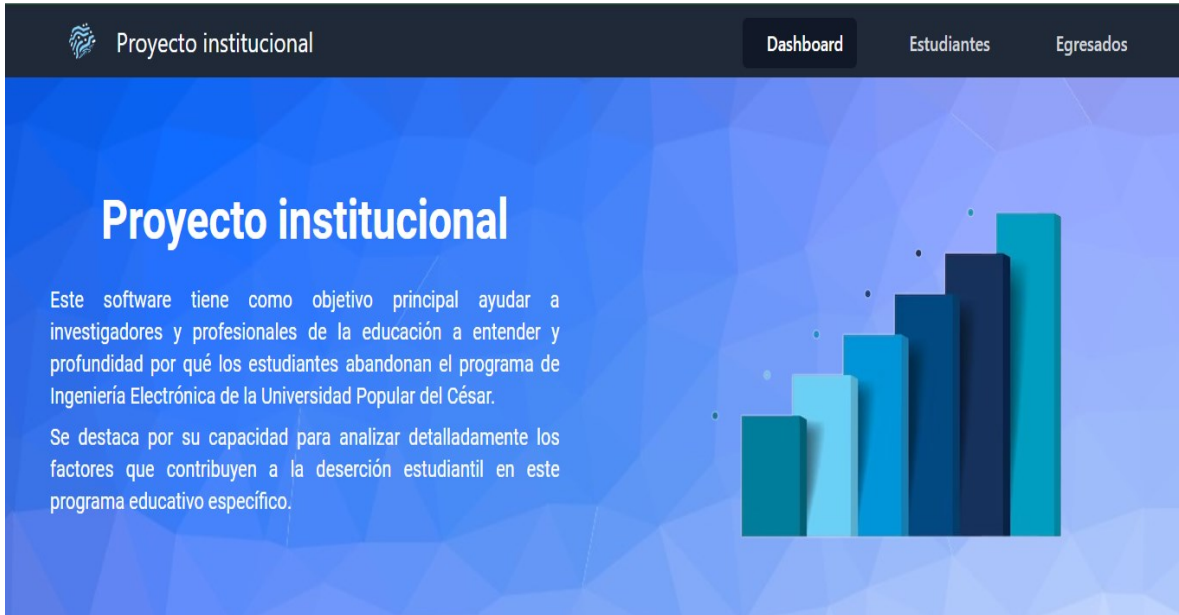 Proyecto institucional
Dashboard
Estudiantes
Egresados
Proyecto institucional
Este software tiene como objetivo principal ayudar a
investigadores y profesionales de la educación a entender y
profundidad por qué los estudiantes abandonan el programa de
Ingeniería Electrónica de la Universidad Popular del César.
Se destaca por su capacidad para analizar detalladamente los
factores que contribuyen a la deserción estudiantil en este
programa educativo específico.